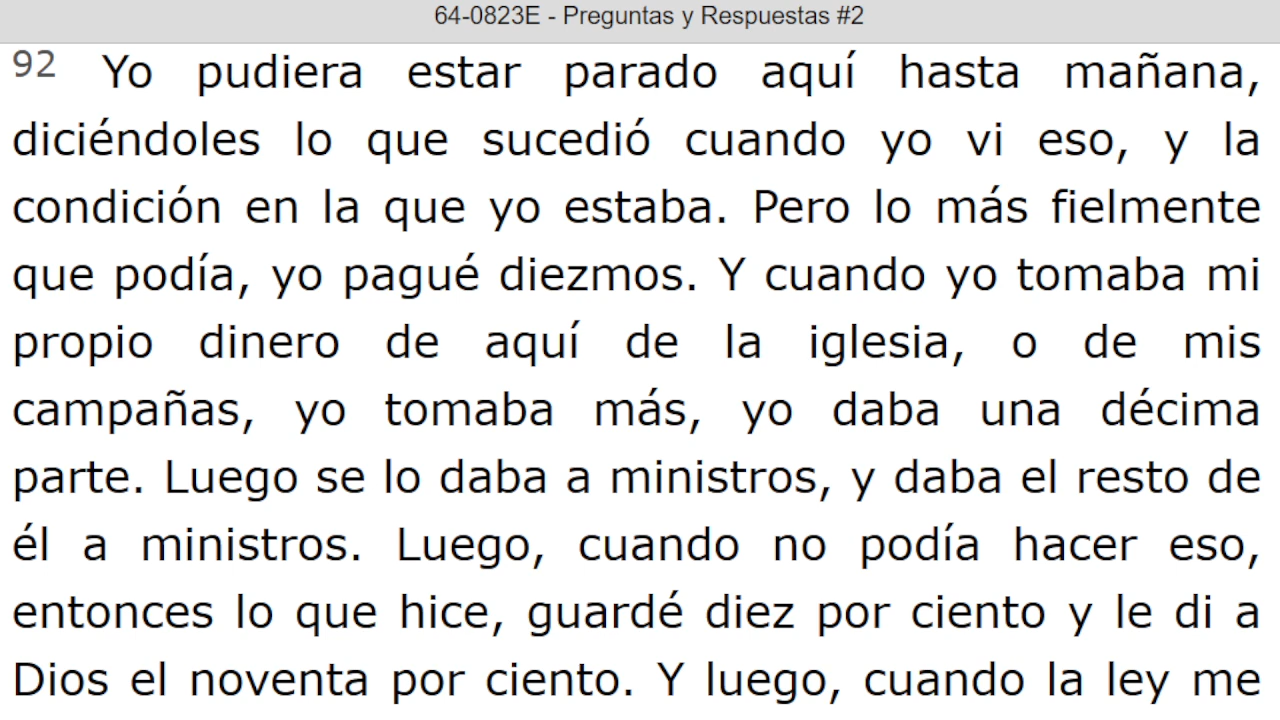 64-0823E - Preguntas y Respuestas #2
92 Yo pudiera estar parado aquí hasta mañana,
diciéndoles lo que sucedió cuando yo vi eso, y la
condición en la que yo estaba. Pero lo más fielmente
que podía, yo pagué diezmos. Y cuando yo tomaba mi
propio dinero de aquí de la iglesia, o de mis
campañas, yo tomaba más, yo daba una décima
parte. Luego se lo daba a ministros, y daba el resto de
él a ministros. Luego, cuando no podía hacer eso,
entonces lo que hice, guardé diez por ciento y le di a
Dios el noventa por ciento. Y luego, cuando la ley me